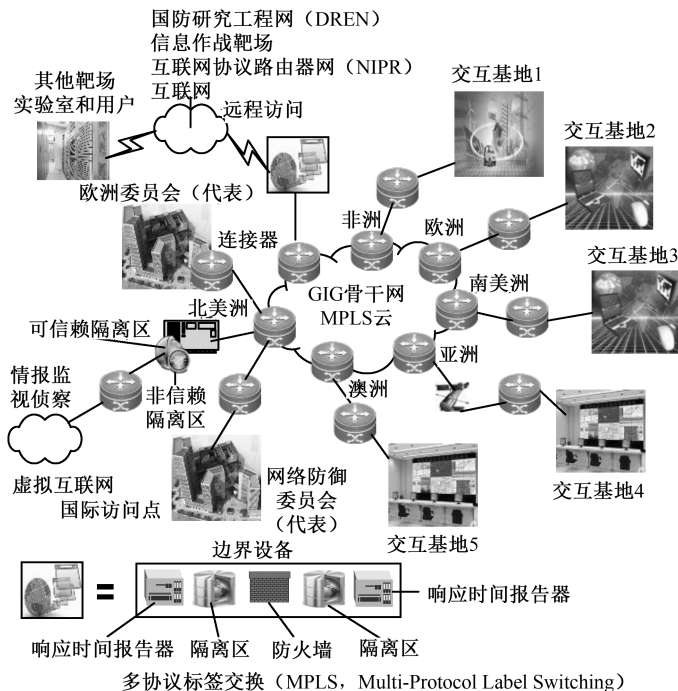 国防研究工程网（DREN）
信息作战靶场
互联网协议路由器网（NIPR）
互联网
其他靶场
实验室和用户
远程访问
交互基地1
交互基地2
欧洲委员会（代表）
非洲
欧洲
连接器
交互基地3
南美洲
GIG骨干网
MPLS云
北美洲
可信赖隔离区
亚洲
情报监
视侦察
非信赖
隔离区
澳洲
虚拟互联网
国际访问点
网络防御
委员会
（代表）
交互基地4
交互基地5
边界设备
响应时间报告器
响应时间报告器
隔离区
防火墙
隔离区
多协议标签交换（MPLS，Multi-Protocol Label Switching）